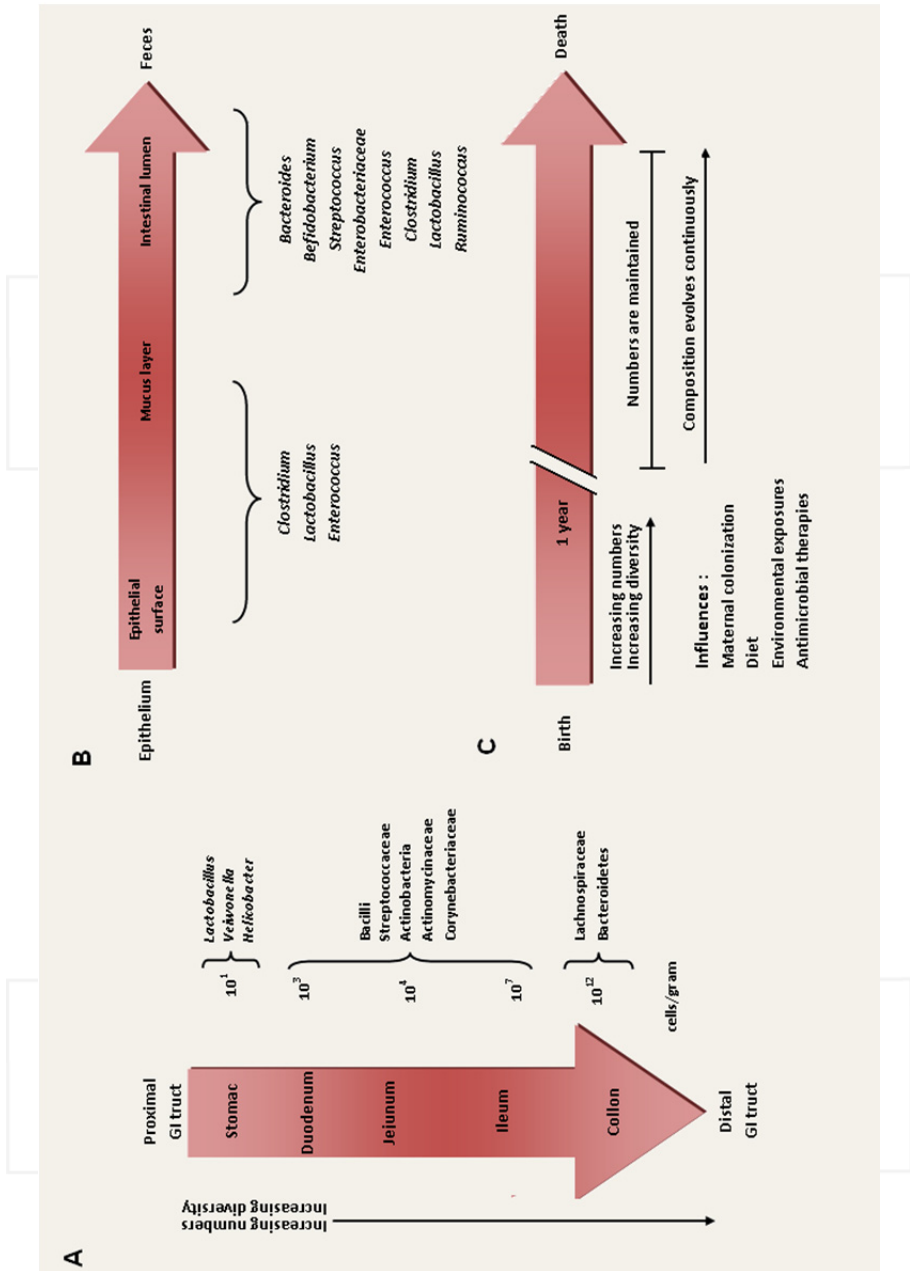 A
Increasing numbers
Increasing diversity
Proximal
GI truct
Stomac
Duodenum
Jejunum
Ileum
Collon
Distal
GI truct
10¹
10³
10⁴
10⁷
10¹²
cells/gram
Lactobacillus
Veiwonella
Helicobacter
Bacilli
Streptococcaceae
Actinobacteria
Actinomycinaceae
Corynebacteriaceae
Lachnospiraceae
Bacteroidetes
B
Epithelium
Epithelial
surface
Mucus layer
Intestinal lumen
Feces
Clostridium
Lactobacillus
Enterococcus
Bacteroides
Befidobacterium
Streptococcus
Enterobacteriaceae
Enterococcus
Clostridium
Lactobacillus
Ruminococcus
C
Birth
1 year
Death
Increasing numbers
Increasing diversity
Numbers are maintained
Composition evolves continuously
Influences :
Maternal colonization
Diet
Environmental exposures
Antimicrobial therapies